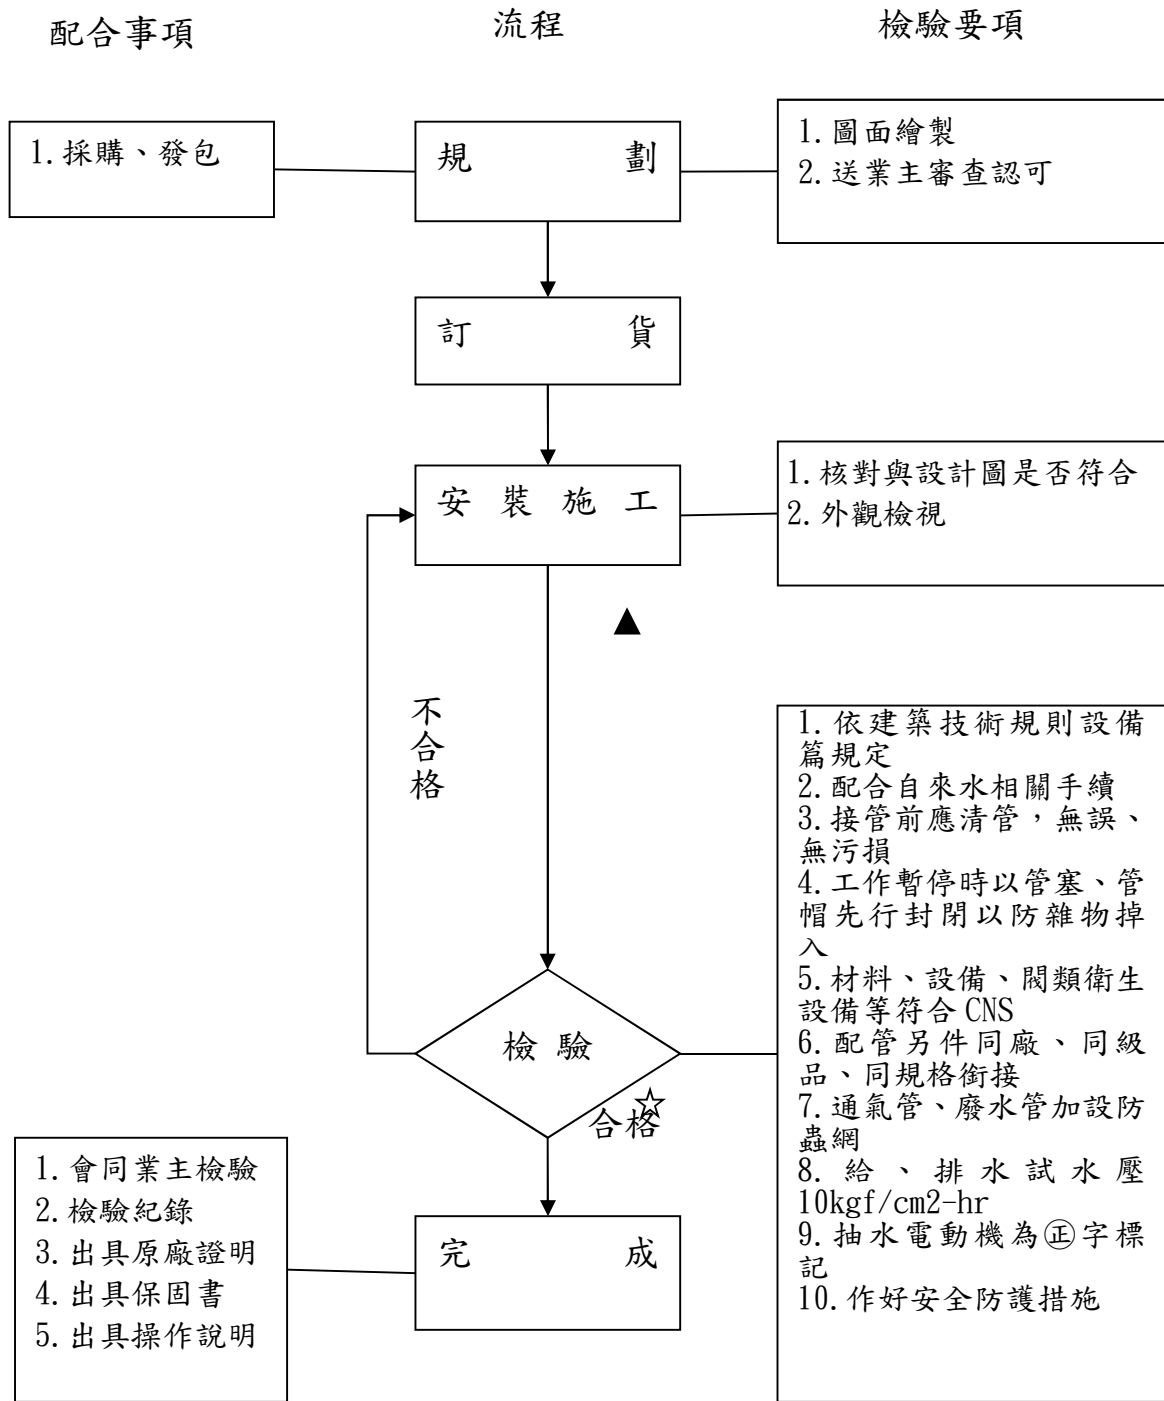 配合事項
流程
檢驗要項
1.採購、發包
規劃
1.圖面繪製
2.送業主審查認可
訂貨
安裝施工
1.核對與設計圖是否符合
2.外觀檢視
▲
不合格
1.依建築技術規則設備
篇規定
2.配合自來水相關手續
3.接管前應清管，無誤、
無污損
4.工作暫停時以管塞、管
帽先行封閉以防雜物掉
入
5.材料、設備、閥類衛生
設備等符合 CNS
6.配管另件同廠、同級
品、同規格銜接
7.通氣管、廢水管加設防
蟲網
8.給、排水試水壓
10kgf/cm2-hr
9.抽水電動機為㊣字標
記
10.作好安全防護措施
檢驗
☆
合格
1.會同業主檢驗
2.檢驗紀錄
3.出具原廠證明
4.出具保固書
5.出具操作說明
完成